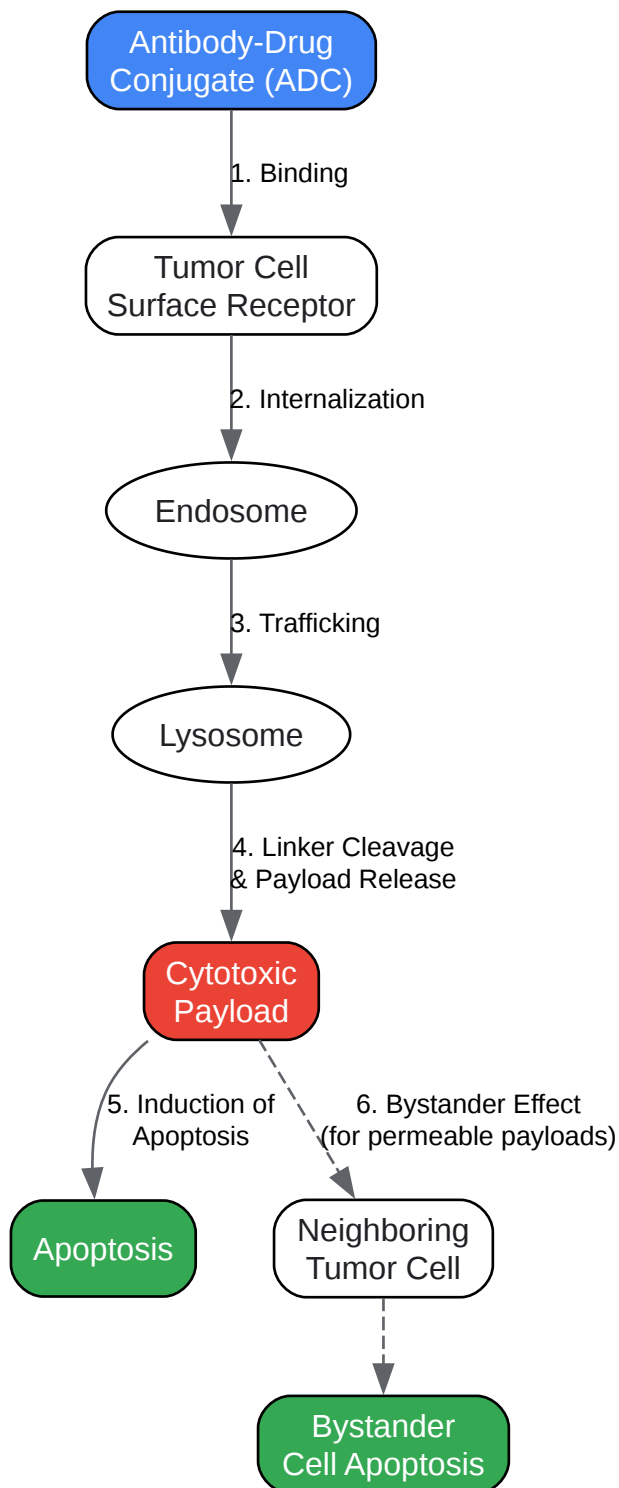 Antibody-Drug
Conjugate (ADC)
1. Binding
Tumor Cell
Surface Receptor
2. Internalization
Endosome
3. Trafficking
Lysosome
4. Linker Cleavage
& Payload Release
Cytotoxic
Payload
5. Induction of
Apoptosis
6. Bystander Effect
(for permeable payloads)
Apoptosis
Neighboring
Tumor Cell
Bystander
Cell Apoptosis